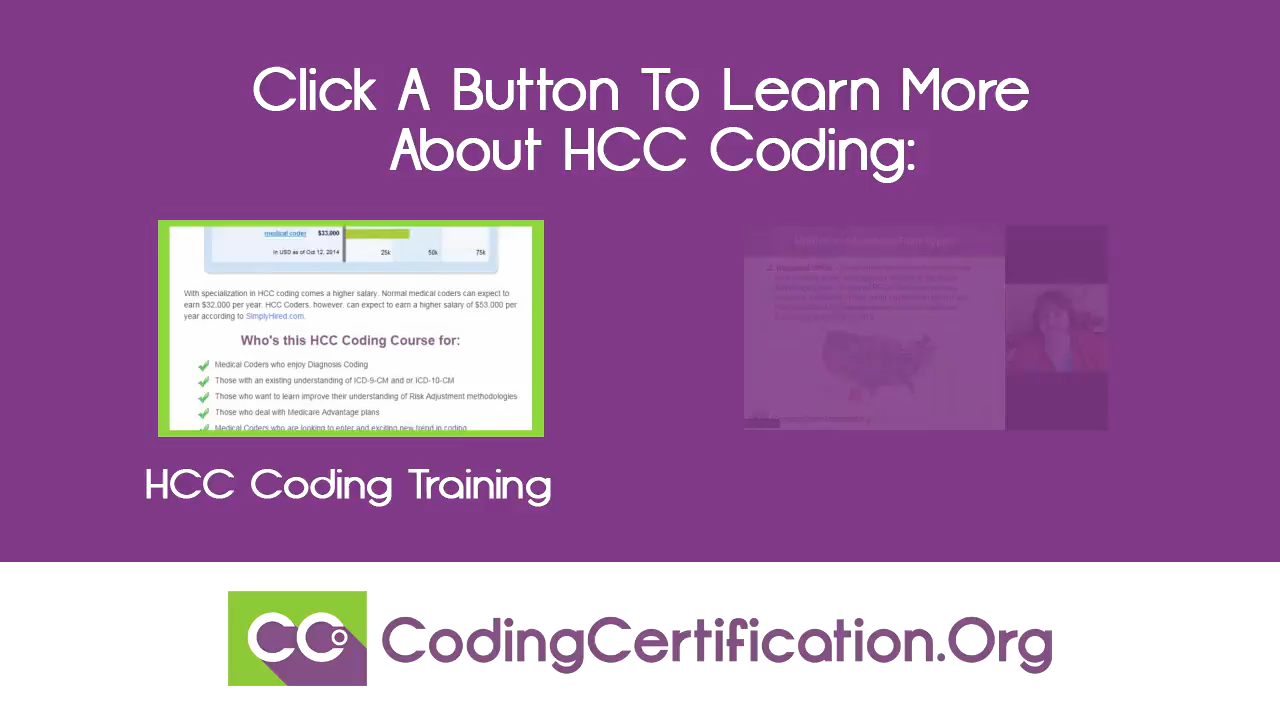 Click A Button To Learn More
About HCC Coding:
medical coder $33,000
in USD as of Oct 12, 2014 25k 50k 75k
With specialization in HCC coding comes a higher salary. Normal medical coders can expect to
earn $32,000 per year. HCC Coders, however, can expect to earn a higher salary of $53,000 per
year according to SimplyHired.com.
Who's this HCC Coding Course for:
Medical Coders who enjoy Diagnosis Coding
Those with an existing understanding of ICD-9-CM and or ICD-10-CM
Those who want to learn improve their understanding of Risk Adjustment methodologies
Those who deal with Medicare Advantage plans
Medical Coders who are looking to enter and exciting new trend in coding
HCC Coding Training
CC
CodingCertification.Org